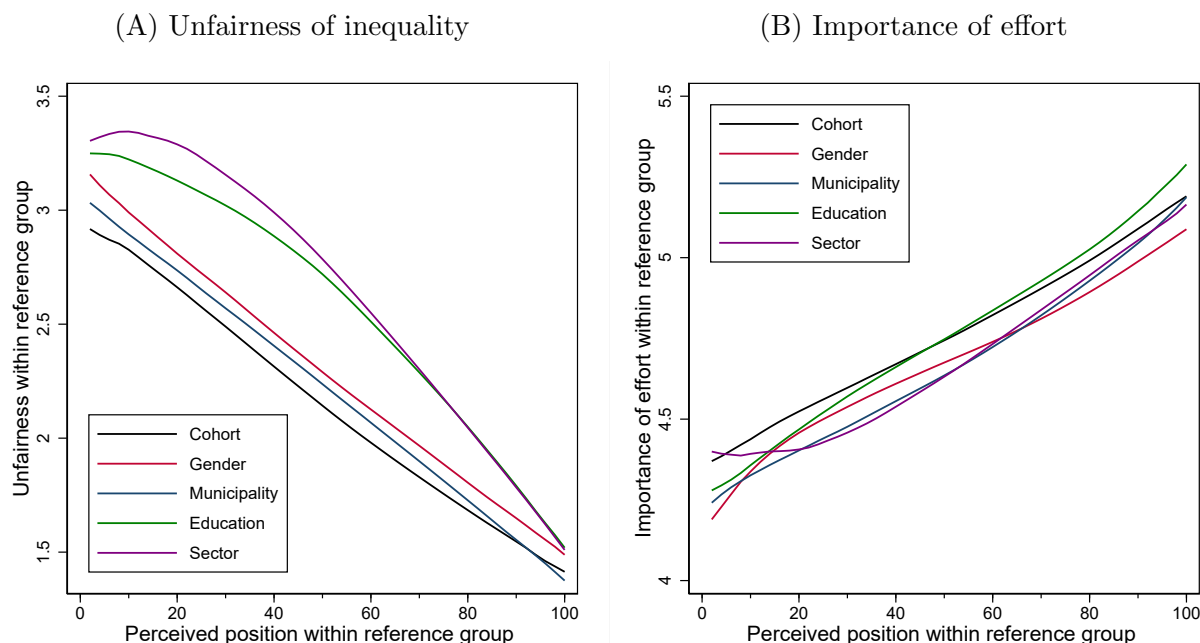 (A) Unfairness of inequality
Unfairness within reference group
3.5
3
2.5
2
1.5
Cohort
Gender
Municipality
Education
Sector
0 20 40 60 80 100
Perceived position within reference group
(B) Importance of effort
Importance of effort within reference group
5.5
5
4.5
4
Cohort
Gender
Municipality
Education
Sector
0 20 40 60 80 100
Perceived position within reference group